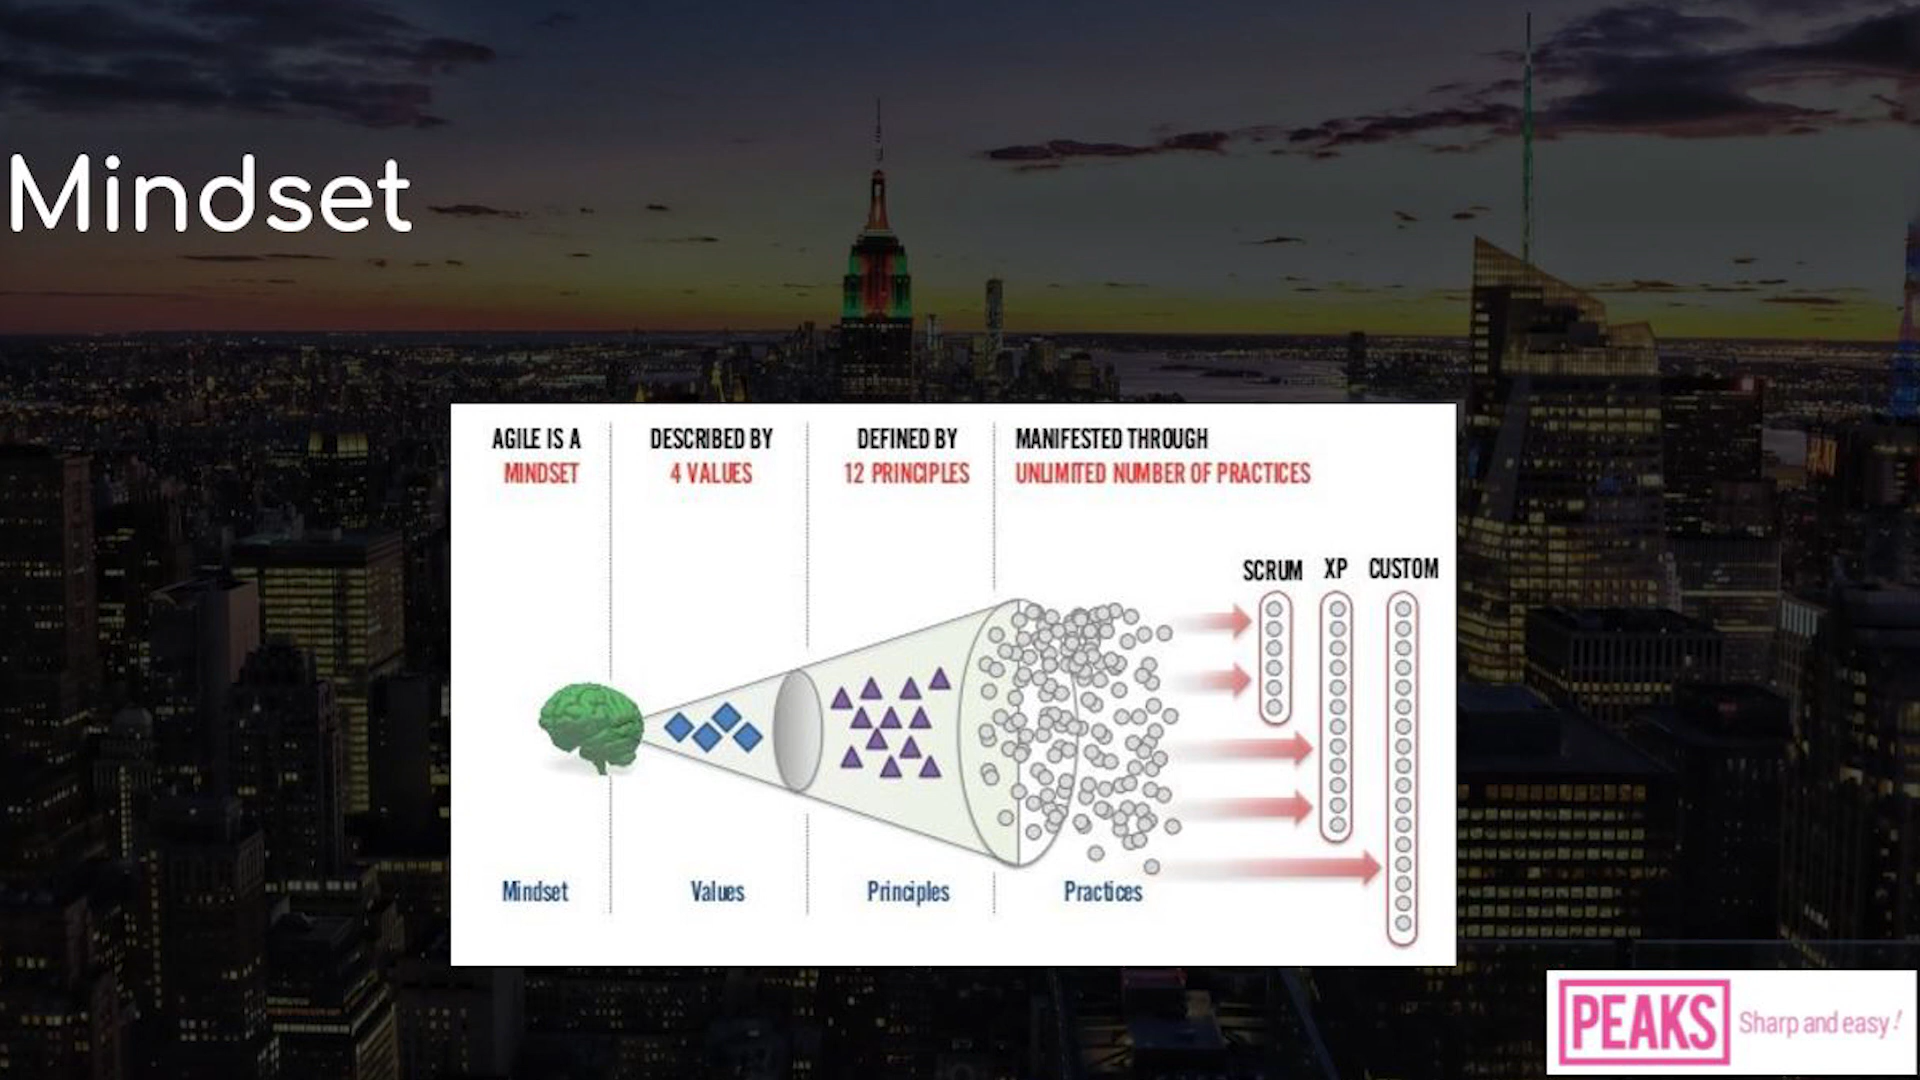 Mindset
AGILE IS A
MINDSET
DESCRIBED BY
4 VALUES
DEFINED BY
12 PRINCIPLES
MANIFESTED THROUGH
UNLIMITED NUMBER OF PRACTICES
SCRUM XP CUSTOM
Mindset
Values
Principles
Practices
PEAKS Sharp and easy!